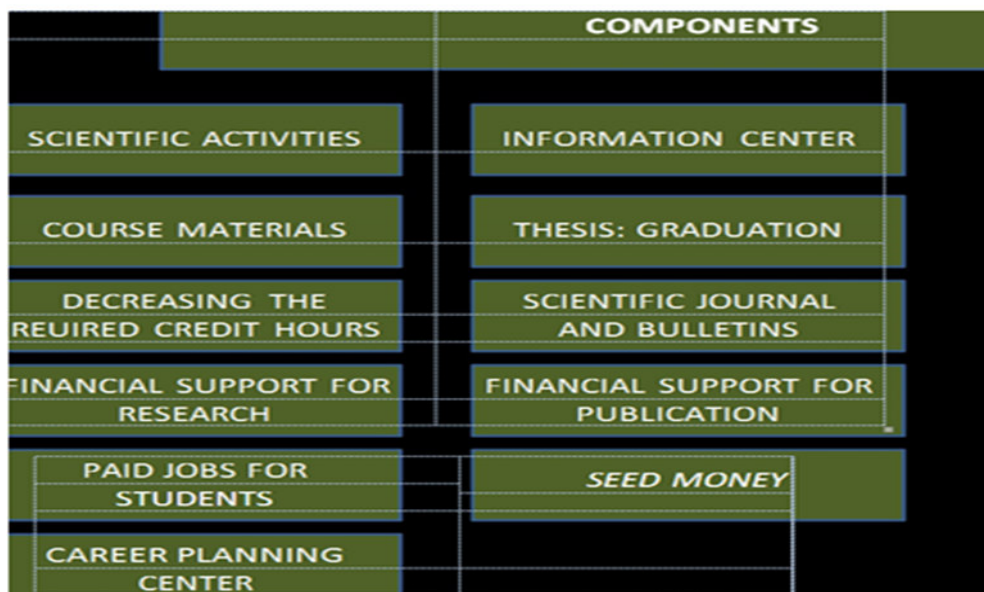 COMPONENTS
SCIENTIFIC ACTIVITIES
INFORMATION CENTER
COURSE MATERIALS
THESIS: GRADUATION
DECREASING THE
REUIRED CREDIT HOURS
SCIENTIFIC JOURNAL
AND BULLETINS
FINANCIAL SUPPORT FOR
RESEARCH
FINANCIAL SUPPORT FOR
PUBLICATION
PAID JOBS FOR
STUDENTS
SEED MONEY
CAREER PLANNING
CENTER